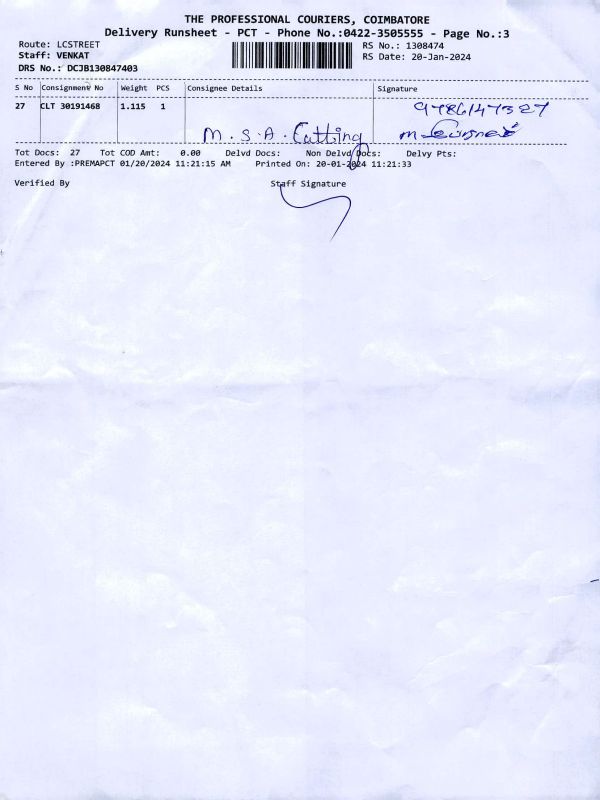 THE PROFESSIONAL COURIERS, COIMBATORE
Delivery Runsheet - PCT - Phone No.:0422-3505555 - Page No.:3
Route: LCSTREET
Staff: VENKAT
DRS No.: DCJB130847403
RS No.: 1308474
RS Date: 20-Jan-2024
S No Consignment No Weight PCS Consignee Details Signature
27 CLT 30191468 1.115 1
9786147327
M.S.A. Cutting
Tot Docs: 27 Tot COD Amt: 0.00 Delvd Docs: Non Delvd Docs: Delvy Pts:
Entered By :PREMAPCT 01/20/2024 11:21:15 AM Printed On: 20-01-2024 11:21:33
Verified By Staff Signature